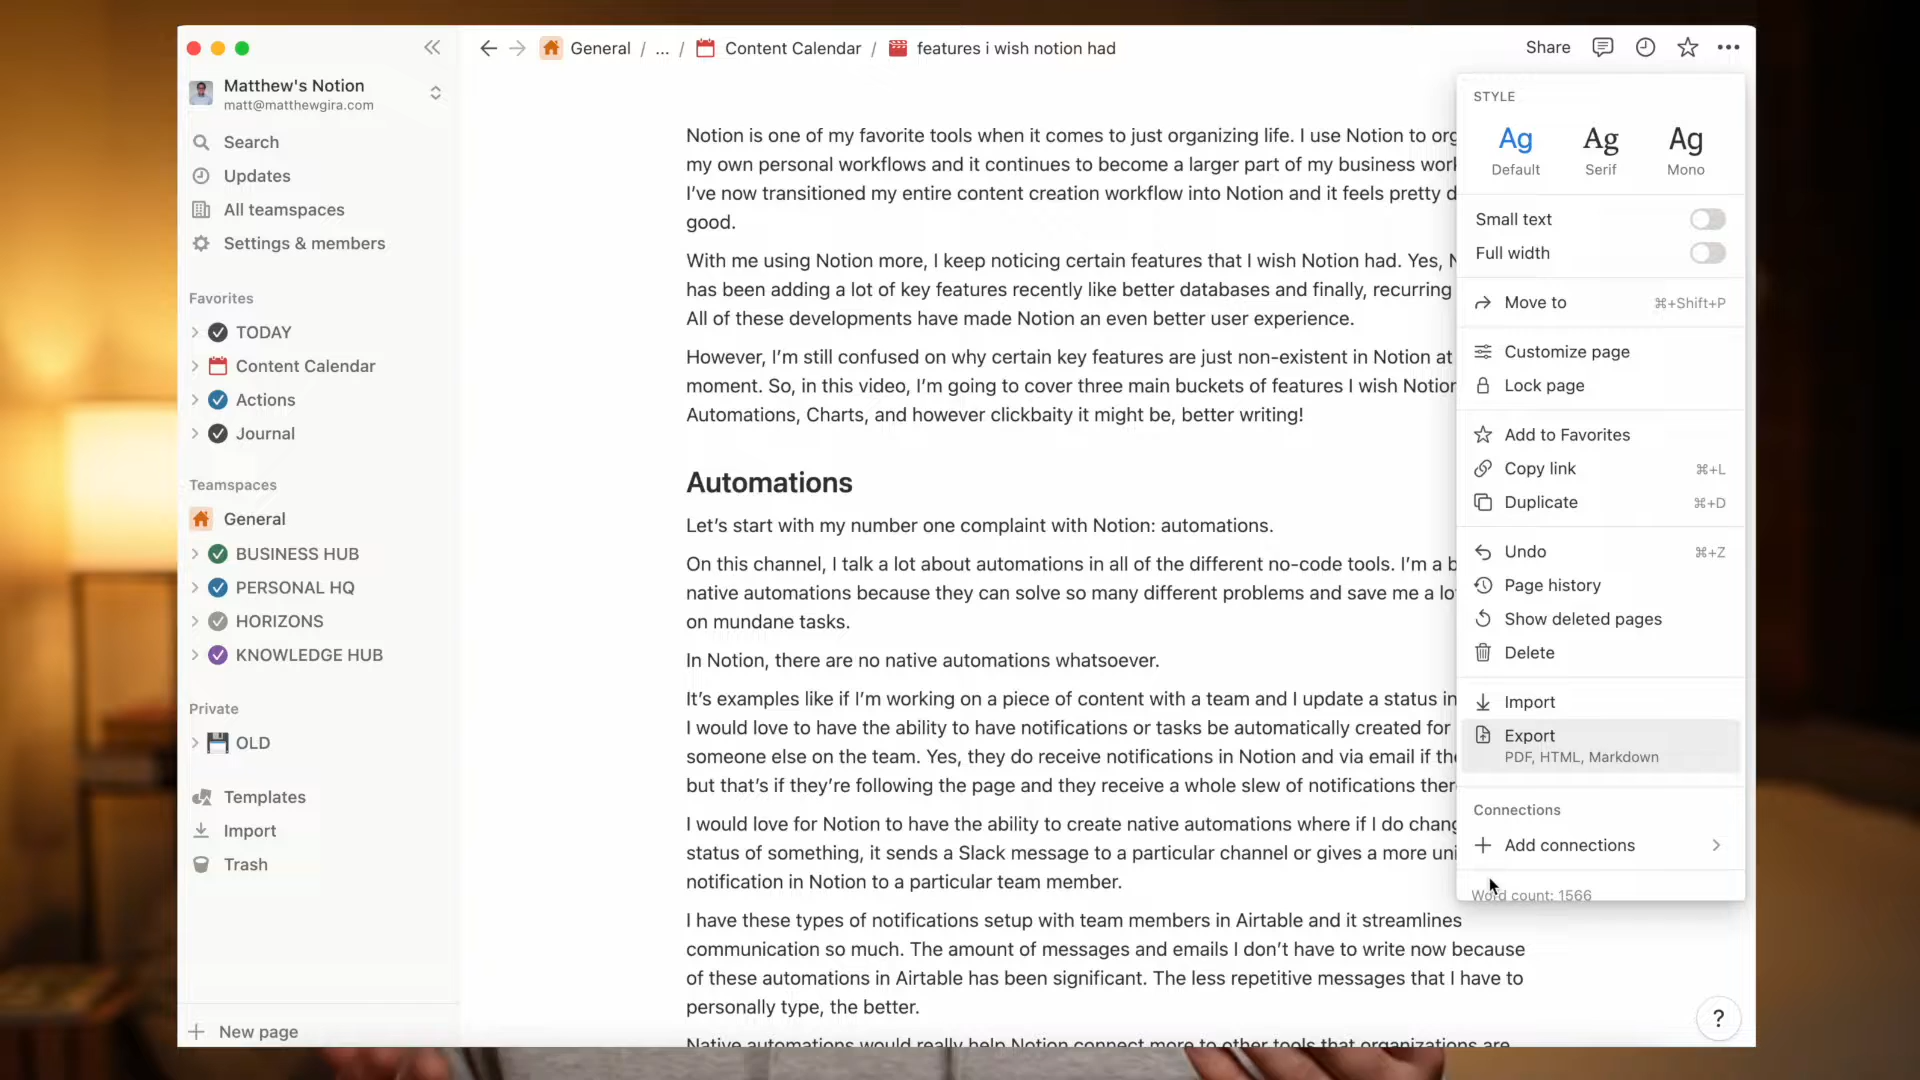 General / ... / Content Calendar / features i wish notion had
Share
Matthew's Notion
matt@matthewgira.com
Search
Updates
All teamspaces
Settings & members
Favorites
TODAY
Content Calendar
Actions
Journal
Teamspaces
General
BUSINESS HUB
PERSONAL HQ
HORIZONS
KNOWLEDGE HUB
Private
OLD
Templates
Import
Trash
New page
Notion is one of my favorite tools when it comes to just organizing life. I use Notion to
my own personal workflows and it continues to become a larger part of my business
I’ve now transitioned my entire content creation workflow into Notion and it feels pretty
good.
With me using Notion more, I keep noticing certain features that I wish Notion had. Yes,
has been adding a lot of key features recently like better databases and finally, recurring
All of these developments have made Notion an even better user experience.
However, I’m still confused on why certain key features are just non-existent in Notion at
moment. So, in this video, I’m going to cover three main buckets of features I wish
Automations, Charts, and however clickbaity it might be, better writing!
Automations
Let’s start with my number one complaint with Notion: automations.
On this channel, I talk a lot about automations in all of the different no-code tools. I’m a
native automations because they can solve so many different problems and save me a
on mundane tasks.
In Notion, there are no native automations whatsoever.
It’s examples like if I’m working on a piece of content with a team and I update a status in
I would love to have the ability to have notifications or tasks be automatically created for
someone else on the team. Yes, they do receive notifications in Notion and via email if
but that’s if they’re following the page and they receive a whole slew of notifications
I would love for Notion to have the ability to create native automations where if I do
status of something, it sends a Slack message to a particular channel or gives a more
notification in Notion to a particular team member.
I have these types of notifications setup with team members in Airtable and it streamlines
communication so much. The amount of messages and emails I don’t have to write now because
of these automations in Airtable has been significant. The less repetitive messages that I have to
personally type, the better.
Native automations would really help Notion connect more to other tools that organizations are
STYLE
Ag Ag Ag
Default Serif Mono
Small text
Full width
Move to ⌘+Shift+P
Customize page
Lock page
Add to Favorites
Copy link ⌘+L
Duplicate ⌘+D
Undo ⌘+Z
Page history
Show deleted pages
Delete
Import
Export
PDF, HTML, Markdown
Connections
Add connections
Word count: 1566
?